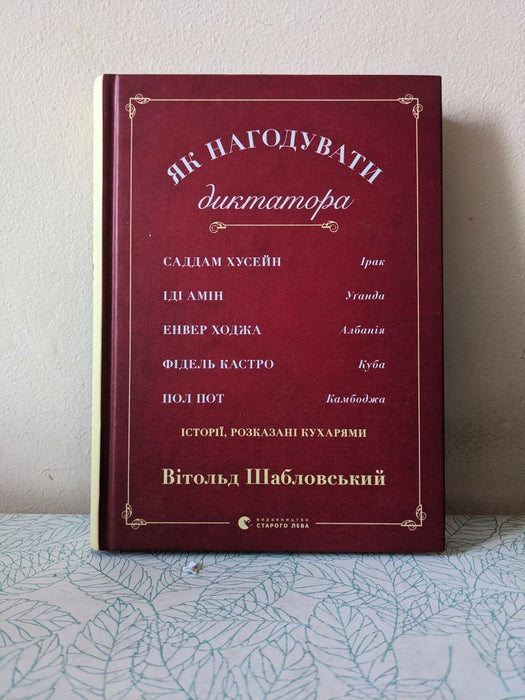 ЯК НАГОДУВАТИ
диктатора
САДДАМ ХУСЕЙН Ірак
ІДІ АМІН Уґанда
ЕНВЕР ХОДЖА Албанія
ФІДЕЛЬ КАСТРО Куба
ПОЛ ПОТ Камбоджа
ІСТОРІЇ, РОЗКАЗАНІ КУХАРЯМИ
Вітольд Шабловський
ВИДАВНИЦТВО
СТАРОГО ЛЕВА